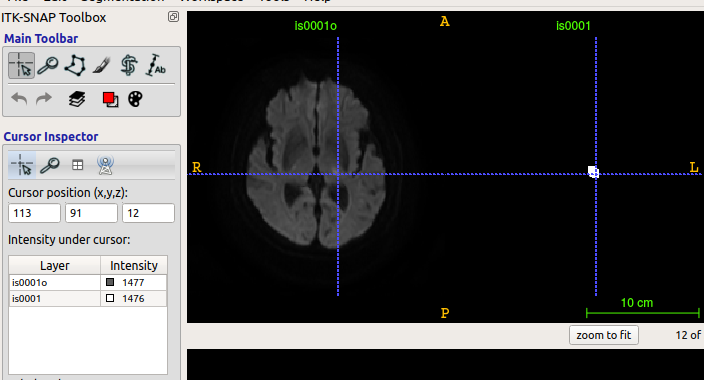 ITK-SNAP Toolbox
Main Toolbar
Ab
Cursor Inspector
Cursor position (x,y,z):
113 91 12
Intensity under cursor:
Layer Intensity
is0001o 1477
is0001 1476
is0001o A is0001
R L
10 cm
P
zoom to fit 12 of